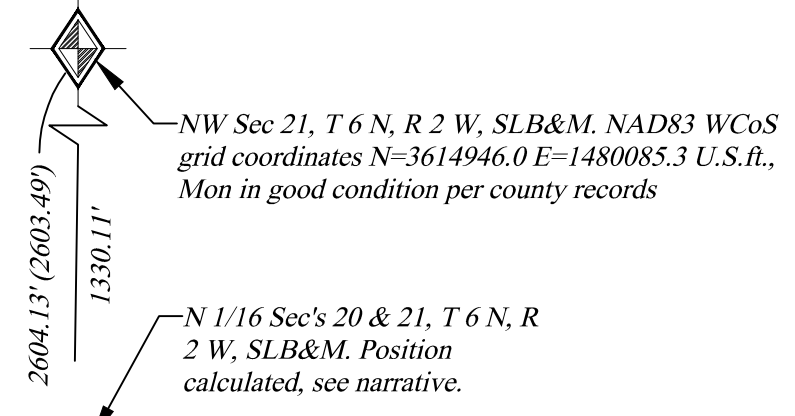 NW Sec 21, T 6 N, R 2 W, SLB&M. NAD83 WCoS
grid coordinates N=3614946.0 E=1480085.3 U.S.ft.,
Mon in good condition per county records
2604.13' (2603.49')
1330.11'
N 1/16 Sec's 20 & 21, T 6 N, R
2 W, SLB&M. Position
calculated, see narrative.